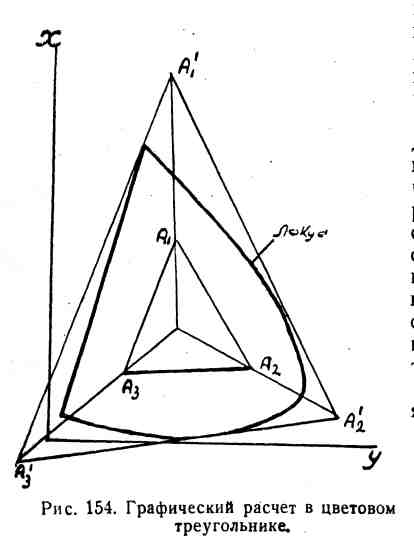 x
A₁'
Локус
A₁
A₂
A₃
A₂'
y
A₃'
Рис. 154. Графический расчет в цветовом
треугольнике.